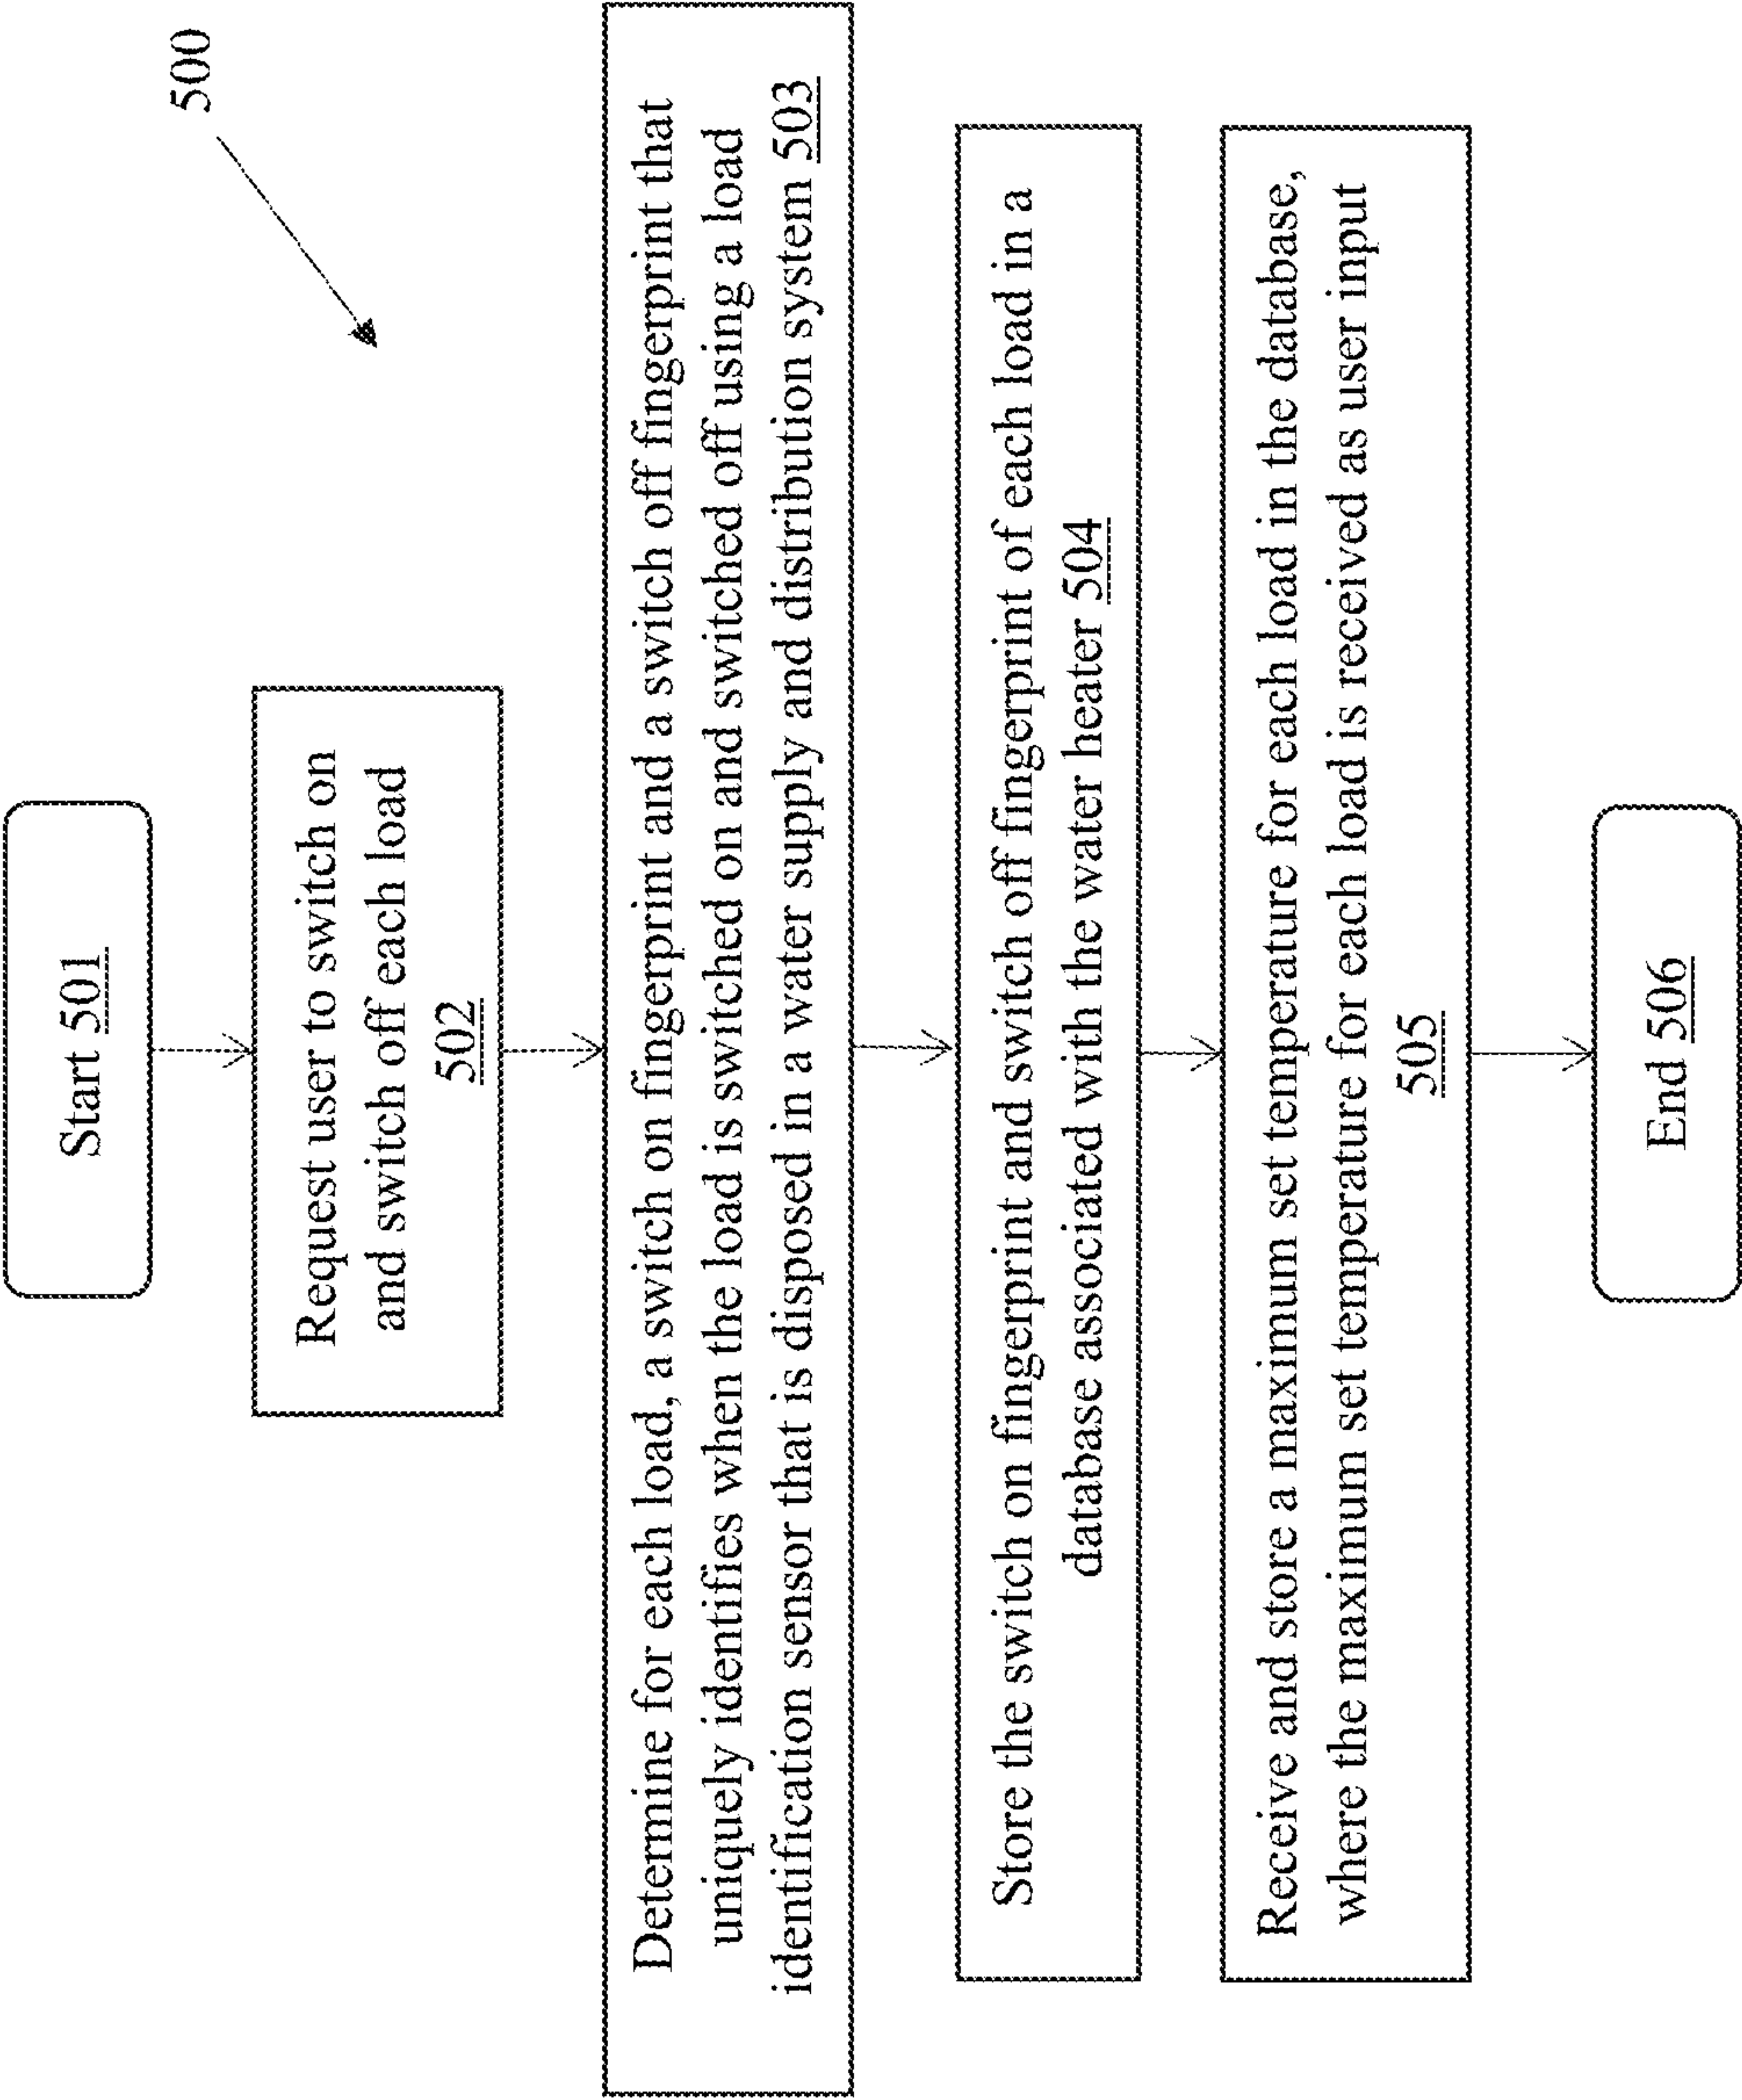 500
Start 501
Request user to switch on
and switch off each load
502
Determine for each load, a switch on fingerprint and a switch off fingerprint that
uniquely identifies when the load is switched on and switched off using a load
identification sensor that is disposed in a water supply and distribution system 503
Store the switch on fingerprint and switch off fingerprint of each load in a
database associated with the water heater 504
Receive and store a maximum set temperature for each load in the database,
where the maximum set temperature for each load is received as user input
505
End 506